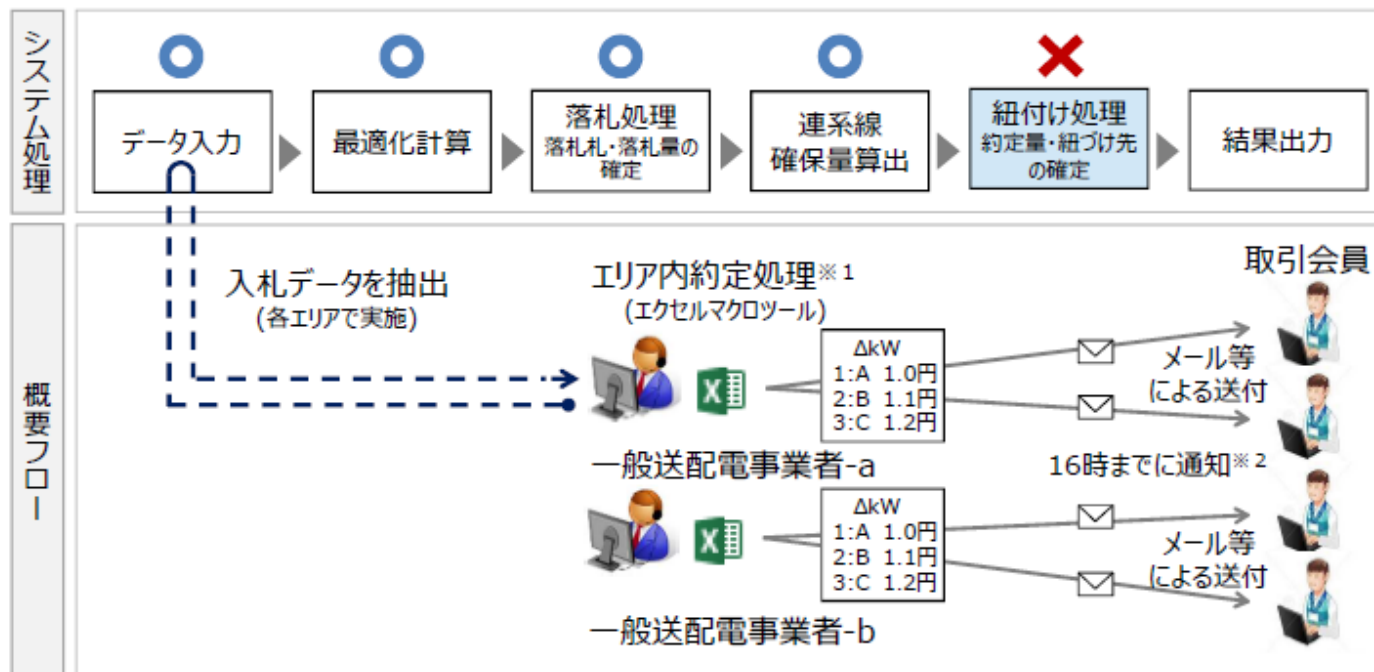 システム処理
データ入力
最適化計算
落札処理
落札札・落札量の
確定
連系線
確保量算出
紐付け処理
約定量・紐づけ先
の確定
結果出力
概要フロー
入札データを抽出
(各エリアで実施)
エリア内約定処理※1
(エクセルマクロツール)
一般送配電事業者-a
ΔkW
1:A 1.0円
2:B 1.1円
3:C 1.2円
取引会員
メール等
による送付
16時までに通知※2
一般送配電事業者-b
ΔkW
1:A 1.0円
2:B 1.1円
3:C 1.2円
メール等
による送付